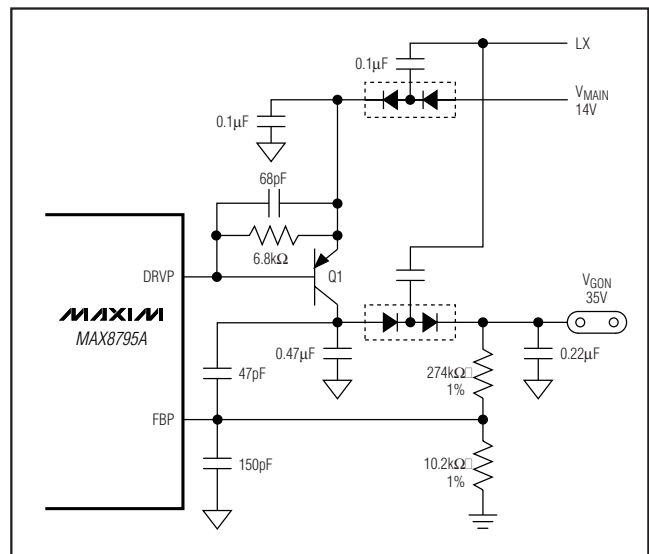 LX
0.1µF
V_MAIN
14V
0.1µF
68pF
6.8kΩ
Q1
DRVP
V_GON
35V
MAXIM
MAX8795A
0.47µF
274kΩ□
1%
0.22µF
47pF
FBP
10.2kΩ□
1%
150pF